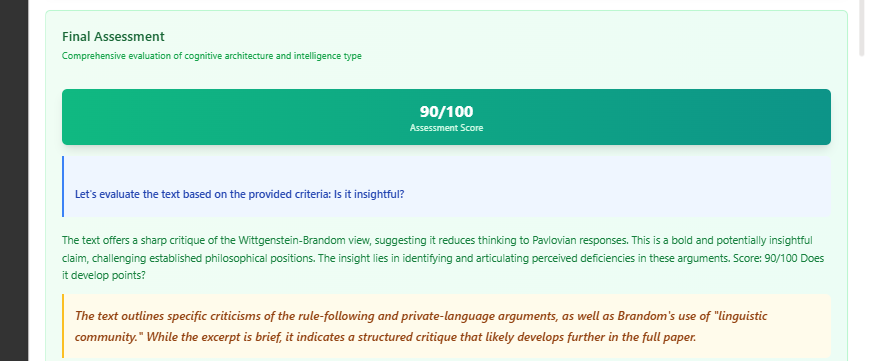 Final Assessment
Comprehensive evaluation of cognitive architecture and intelligence type
90/100
Assessment Score
Let's evaluate the text based on the provided criteria: Is it insightful?
The text offers a sharp critique of the Wittgenstein-Brandom view, suggesting it reduces thinking to Pavlovian responses. This is a bold and potentially insightful
claim, challenging established philosophical positions. The insight lies in identifying and articulating perceived deficiencies in these arguments. Score: 90/100 Does
it develop points?
The text outlines specific criticisms of the rule-following and private-language arguments, as well as Brandom's use of "linguistic
community." While the excerpt is brief, it indicates a structured critique that likely develops further in the full paper.